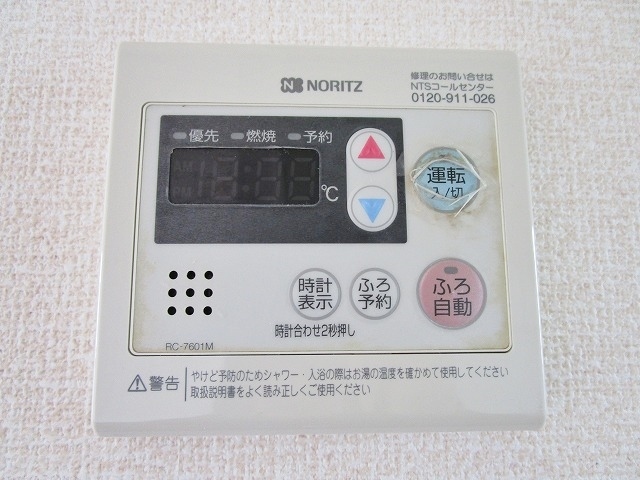 NORITZ
修理のお問い合せは
NTSコールセンター
0120-911-026
優先 燃焼 予約
℃
運転
入/切
時計
表示
ふろ
予約
ふろ
自動
時計合わせ2秒押し
RC-7601M
警告
やけど予防のためシャワー・入浴の際はお湯の温度を確かめて使用してください
取扱説明書をよく読み正しくご使用ください